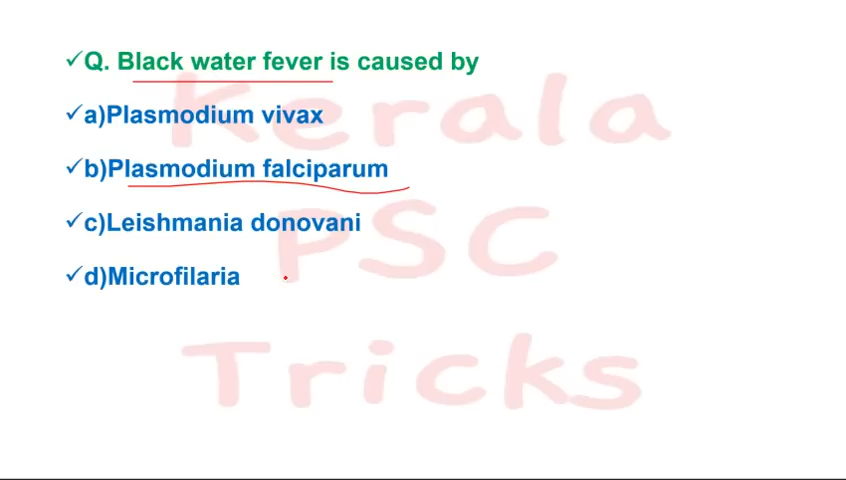 ✓Q. Black water fever is caused by
✓a)Plasmodium vivax
✓b)Plasmodium falciparum
✓c)Leishmania donovani
✓d)Microfilaria
Kerala
PSC
Tricks